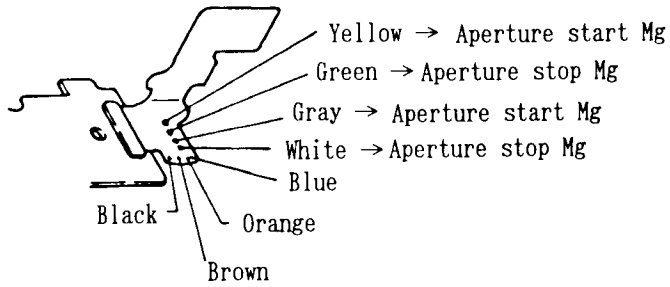 Yellow → Aperture start Mg
Green → Aperture stop Mg
Gray → Aperture start Mg
White → Aperture stop Mg
Blue
Black
Orange
Brown